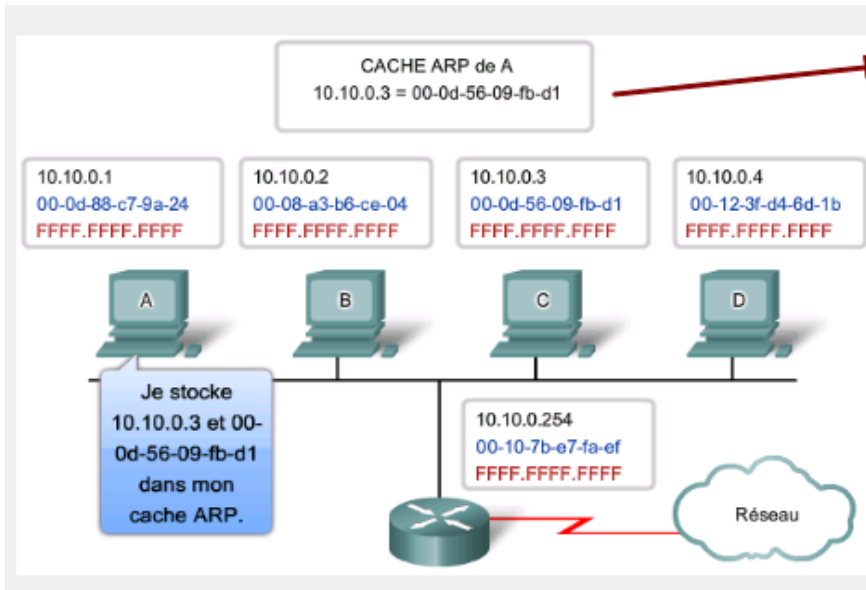 CACHE ARP de A
10.10.0.3 = 00-0d-56-09-fb-d1
10.10.0.1
00-0d-88-c7-9a-24
FFFF.FFFF.FFFF
10.10.0.2
00-08-a3-b6-ce-04
FFFF.FFFF.FFFF
10.10.0.3
00-0d-56-09-fb-d1
FFFF.FFFF.FFFF
10.10.0.4
00-12-3f-d4-6d-1b
FFFF.FFFF.FFFF
A
B
C
D
Je stocke
10.10.0.3 et 00-
0d-56-09-fb-d1
dans mon
cache ARP.
10.10.0.254
00-10-7b-e7-fa-ef
FFFF.FFFF.FFFF
Réseau